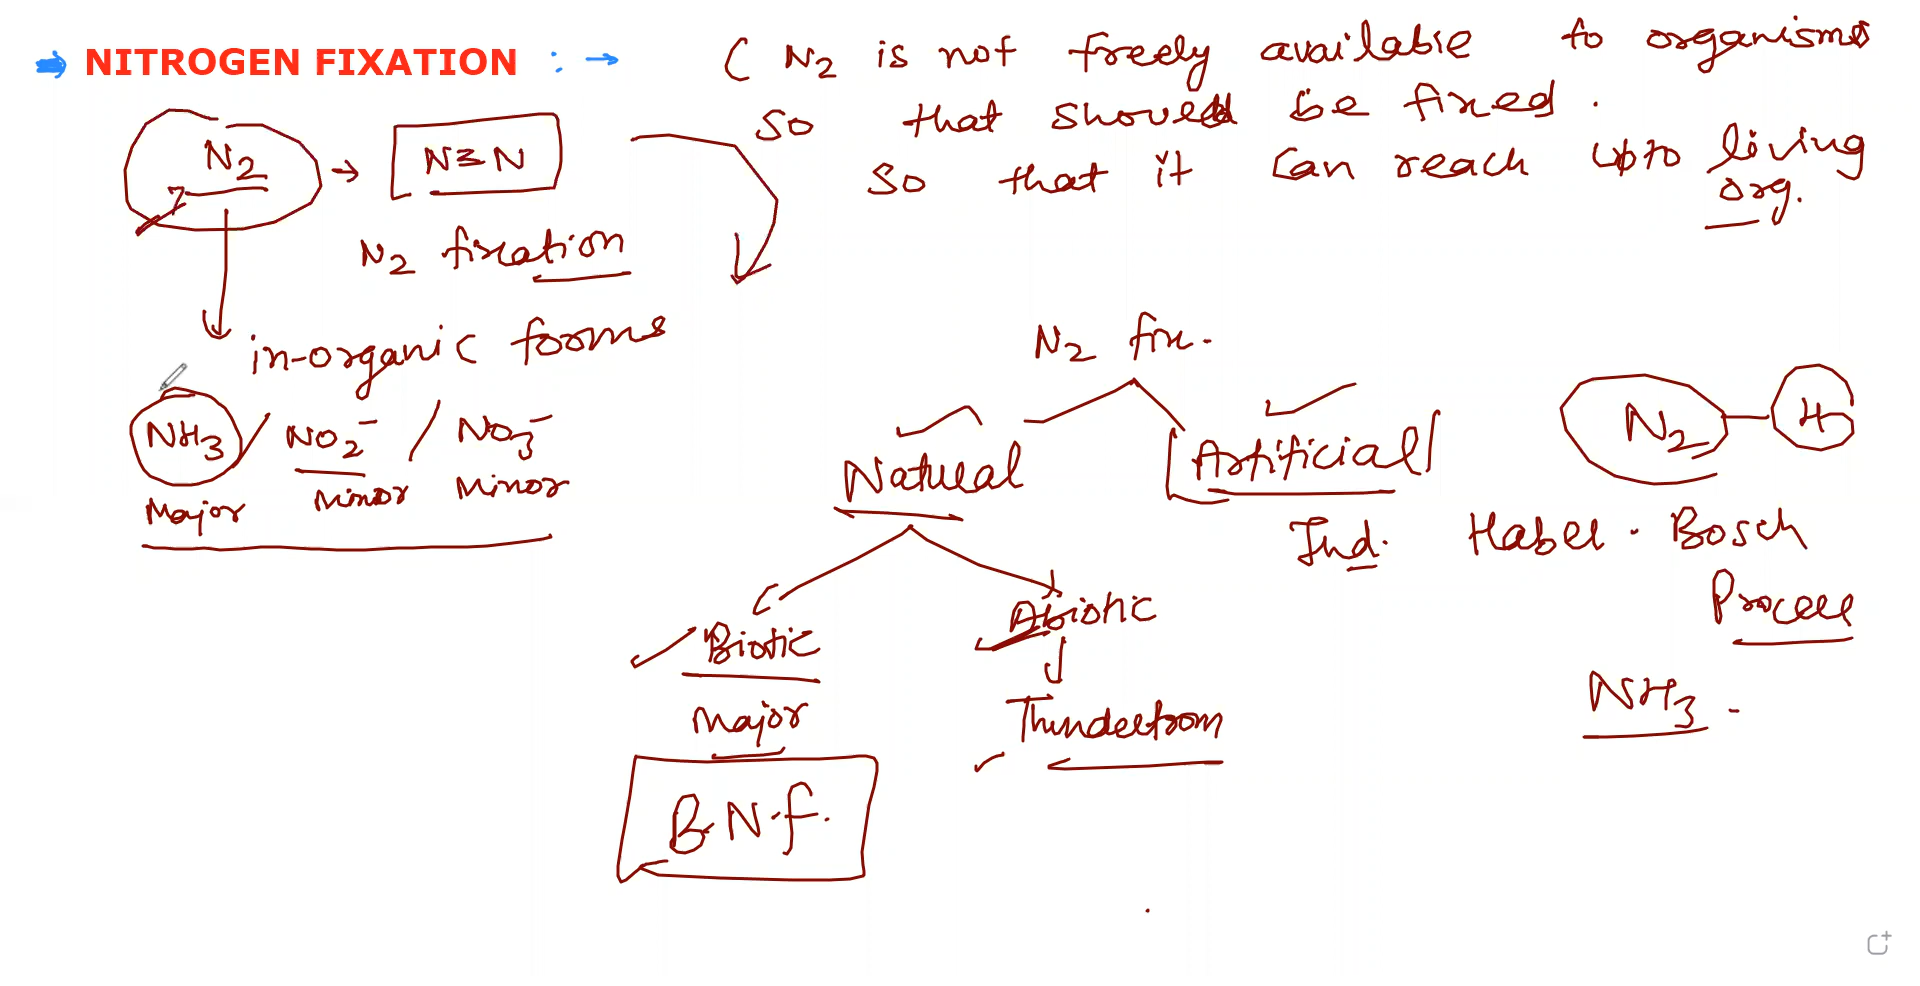 NITROGEN FIXATION : →
( N2 is not freely available to organisms
so that should be fixed.
so that it can reach upto living
org.
N2 → N≡N
7
N2 fixation
in-organic forms
NH3 / NO2⁻ / NO3⁻
Major Minor Minor
N2 fix.
Natural Artificial
N2 — H
Ind. Haber - Bosch
Process
NH3 -
Biotic Abiotic
Major Thunderstrom
B.N.f.